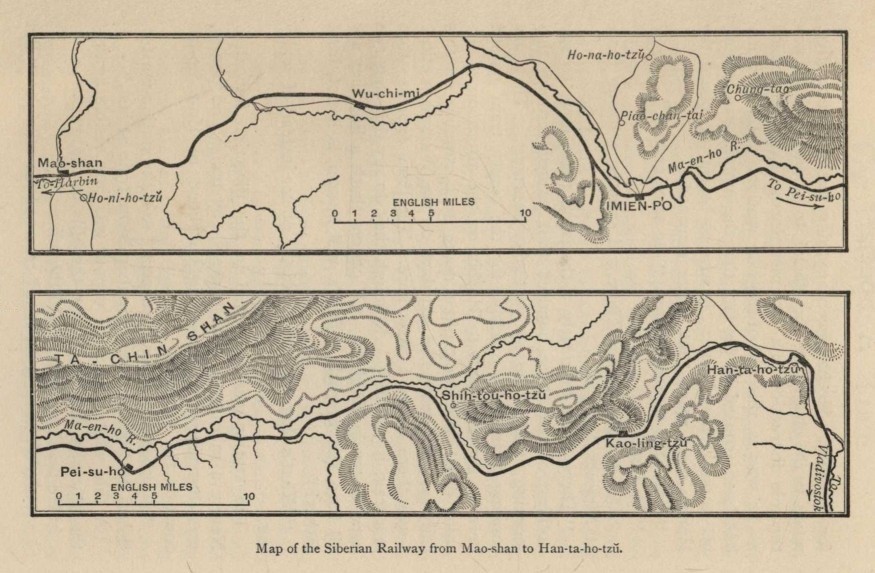 Ho-na-ho-tzŭ
Chung-tao
Wu-chi-mi
Piao-chan-tai
Mao-shan
Ma-en-ho R.
To Harbin
Ho-ni-ho-tzŭ
ENGLISH MILES
0 1 2 3 4 5 10
IMIEN-PO
To Pei-su-ho
TA-CHIN SHAN
Han-ta-ho-tzŭ
Shih-tou-ho-tzŭ
Ma-en-ho R.
Kao-ling-tzŭ
Pei-su-ho
To Vladivostok
ENGLISH MILES
0 1 2 3 4 5 10
Map of the Siberian Railway from Mao-shan to Han-ta-ho-tzŭ.